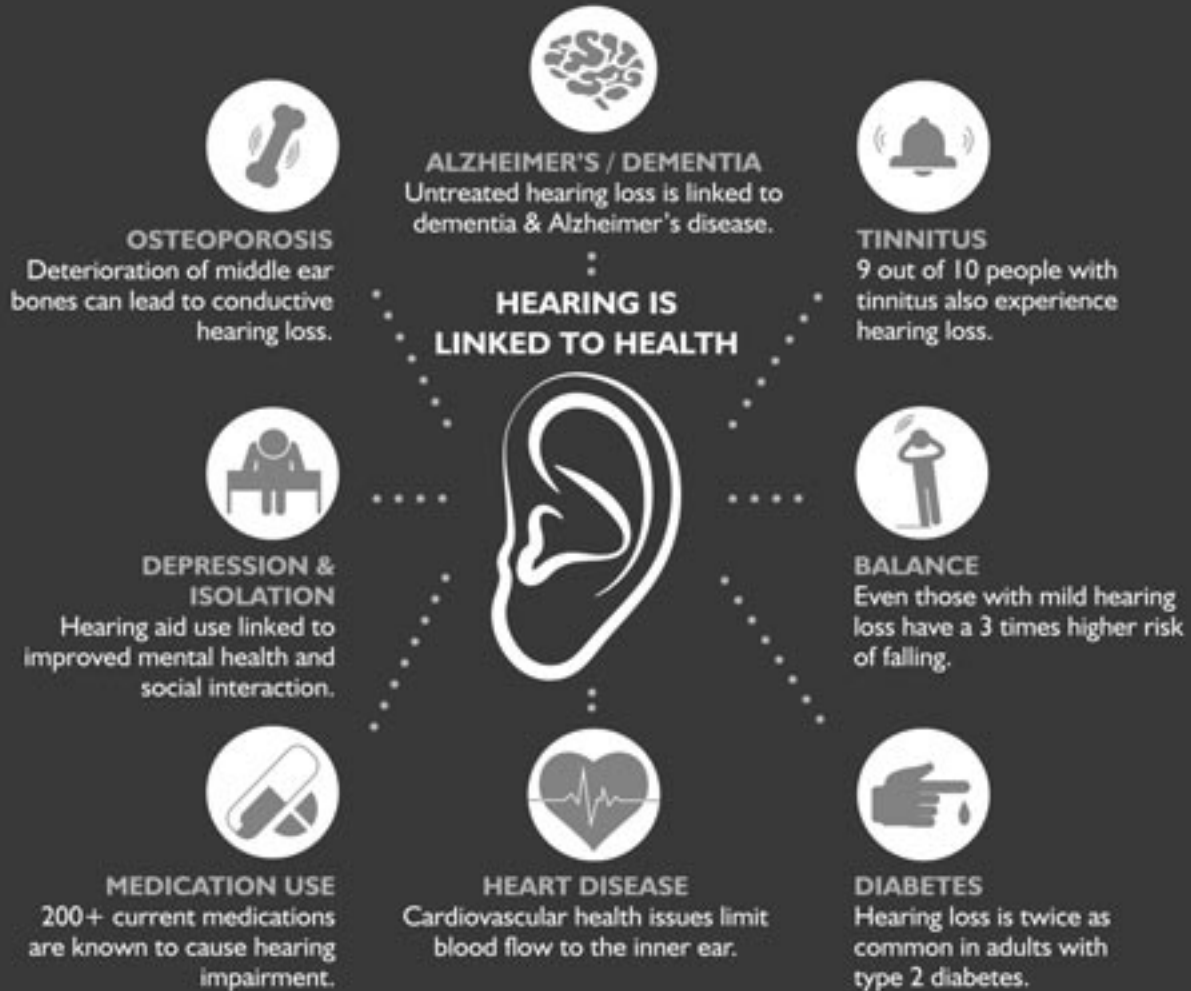 ALZHEIMER'S / DEMENTIA
Untreated hearing loss is linked to
dementia & Alzheimer's disease.
OSTEOPOROSIS
Deterioration of middle ear
bones can lead to conductive
hearing loss.
TINNITUS
9 out of 10 people with
tinnitus also experience
hearing loss.
HEARING IS
LINKED TO HEALTH
DEPRESSION &
ISOLATION
Hearing aid use linked to
improved mental health and
social interaction.
BALANCE
Even those with mild hearing
loss have a 3 times higher risk
of falling.
MEDICATION USE
200+ current medications
are known to cause hearing
impairment.
HEART DISEASE
Cardiovascular health issues limit
blood flow to the inner ear.
DIABETES
Hearing loss is twice as
common in adults with
type 2 diabetes.